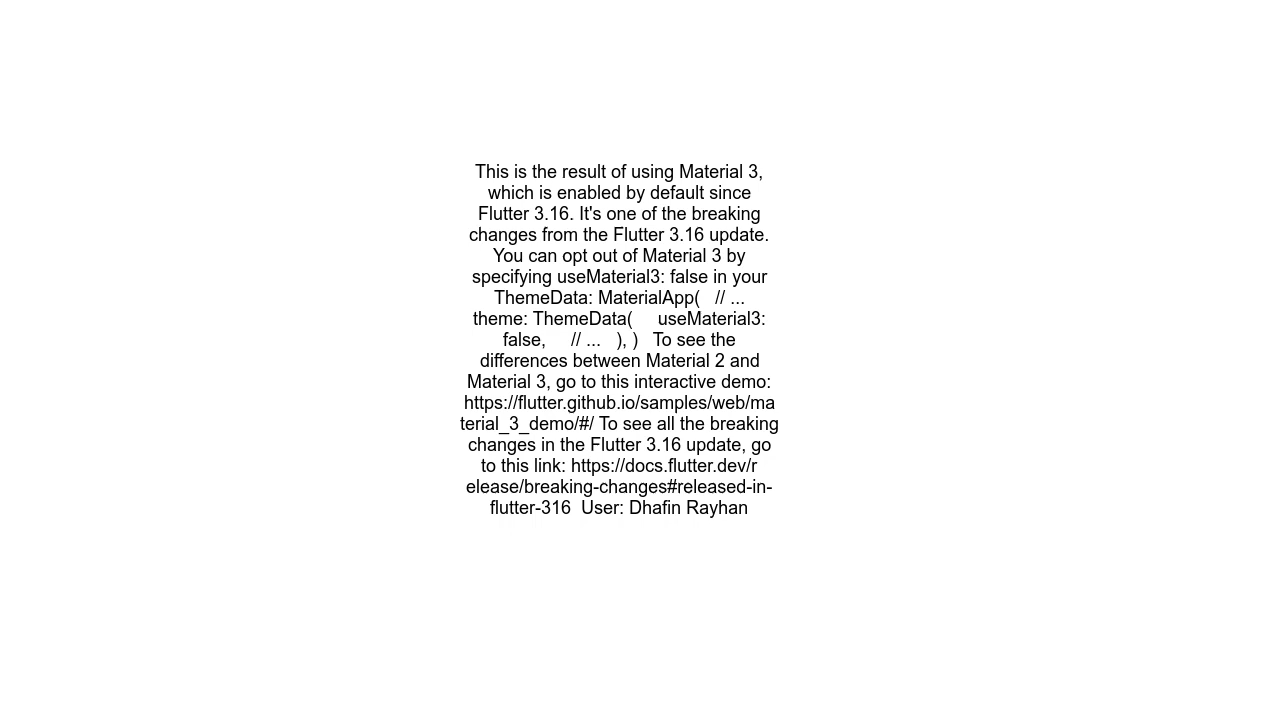 This is the result of using Material 3,
which is enabled by default since
Flutter 3.16. It's one of the breaking
changes from the Flutter 3.16 update.
You can opt out of Material 3 by
specifying useMaterial3: false in your
ThemeData: MaterialApp(   // ...
theme: ThemeData(     useMaterial3:
false,     // ...   ), )   To see the
differences between Material 2 and
Material 3, go to this interactive demo:
https://flutter.github.io/samples/web/ma
terial_3_demo/#/ To see all the breaking
changes in the Flutter 3.16 update, go
to this link: https://docs.flutter.dev/r
elease/breaking-changes#released-in-
flutter-316  User: Dhafin Rayhan